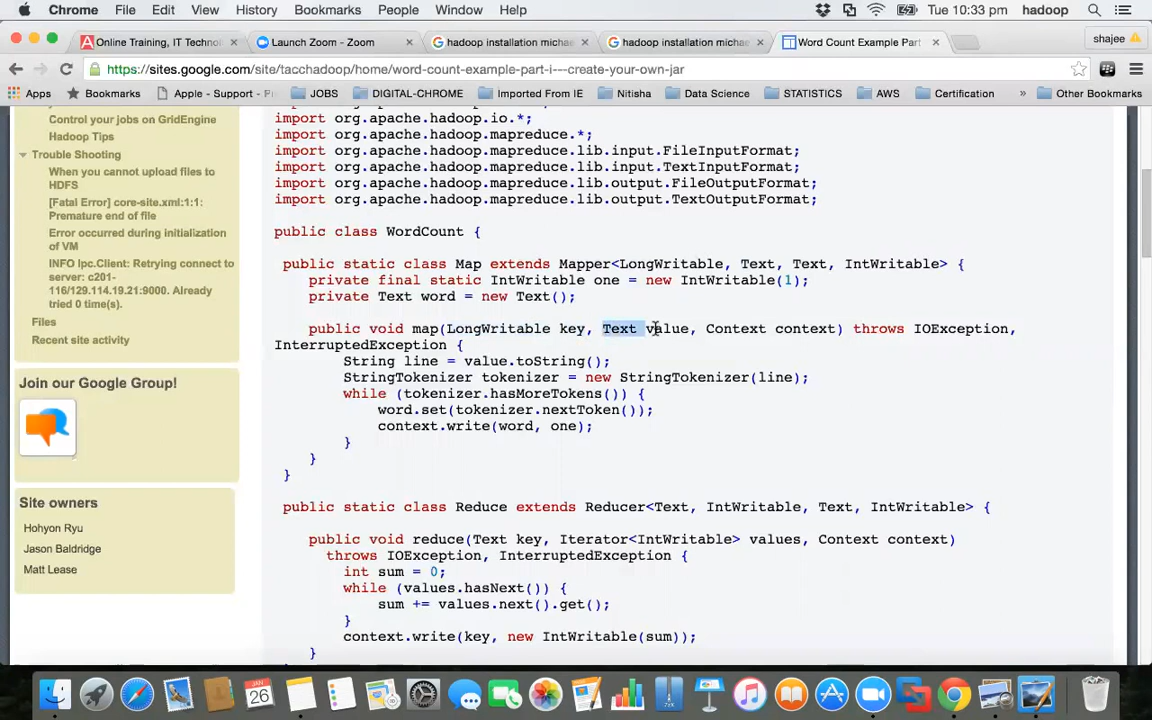 Chrome File Edit View History Bookmarks People Window Help Tue 10:33 pm hadoop
Online Training, IT Techno Launch Zoom - Zoom hadoop installation michae hadoop installation michae Word Count Example Part shajee
https://sites.google.com/site/tacchadoop/home/word-count-example-part-i---create-your-own-jar
Apps Bookmarks Apple - Support - P JOBS DIGITAL-CHROME Imported From IE Nitisha Data Science STATISTICS AWS Certification » Other Bookmarks
Control your jobs on GridEngine
Hadoop Tips
Trouble Shooting
When you cannot upload files to
HDFS
[Fatal Error] core-site.xml:1:1:
Premature end of file
Error occurred during initialization
of VM
INFO Ipc.Client: Retrying connect to
server: c201-
116/129.114.19.21:9000. Already
tried 0 time(s).
Files
Recent site activity
Join our Google Group!
Site owners
Hohyon Ryu
Jason Baldridge
Matt Lease
import org.apache.hadoop.io.*;
import org.apache.hadoop.mapreduce.*;
import org.apache.hadoop.mapreduce.lib.input.FileInputFormat;
import org.apache.hadoop.mapreduce.lib.input.TextInputFormat;
import org.apache.hadoop.mapreduce.lib.output.FileOutputFormat;
import org.apache.hadoop.mapreduce.lib.output.TextOutputFormat;
public class WordCount {
public static class Map extends Mapper<LongWritable, Text, Text, IntWritable> {
private final static IntWritable one = new IntWritable(1);
private Text word = new Text();
public void map(LongWritable key, Text value, Context context) throws IOException,
InterruptedException {
String line = value.toString();
StringTokenizer tokenizer = new StringTokenizer(line);
while (tokenizer.hasMoreTokens()) {
word.set(tokenizer.nextToken());
context.write(word, one);
}
}
}
public static class Reduce extends Reducer<Text, IntWritable, Text, IntWritable> {
public void reduce(Text key, Iterator<IntWritable> values, Context context)
throws IOException, InterruptedException {
int sum = 0;
while (values.hasNext()) {
sum += values.next().get();
}
context.write(key, new IntWritable(sum));
}
JAN
26